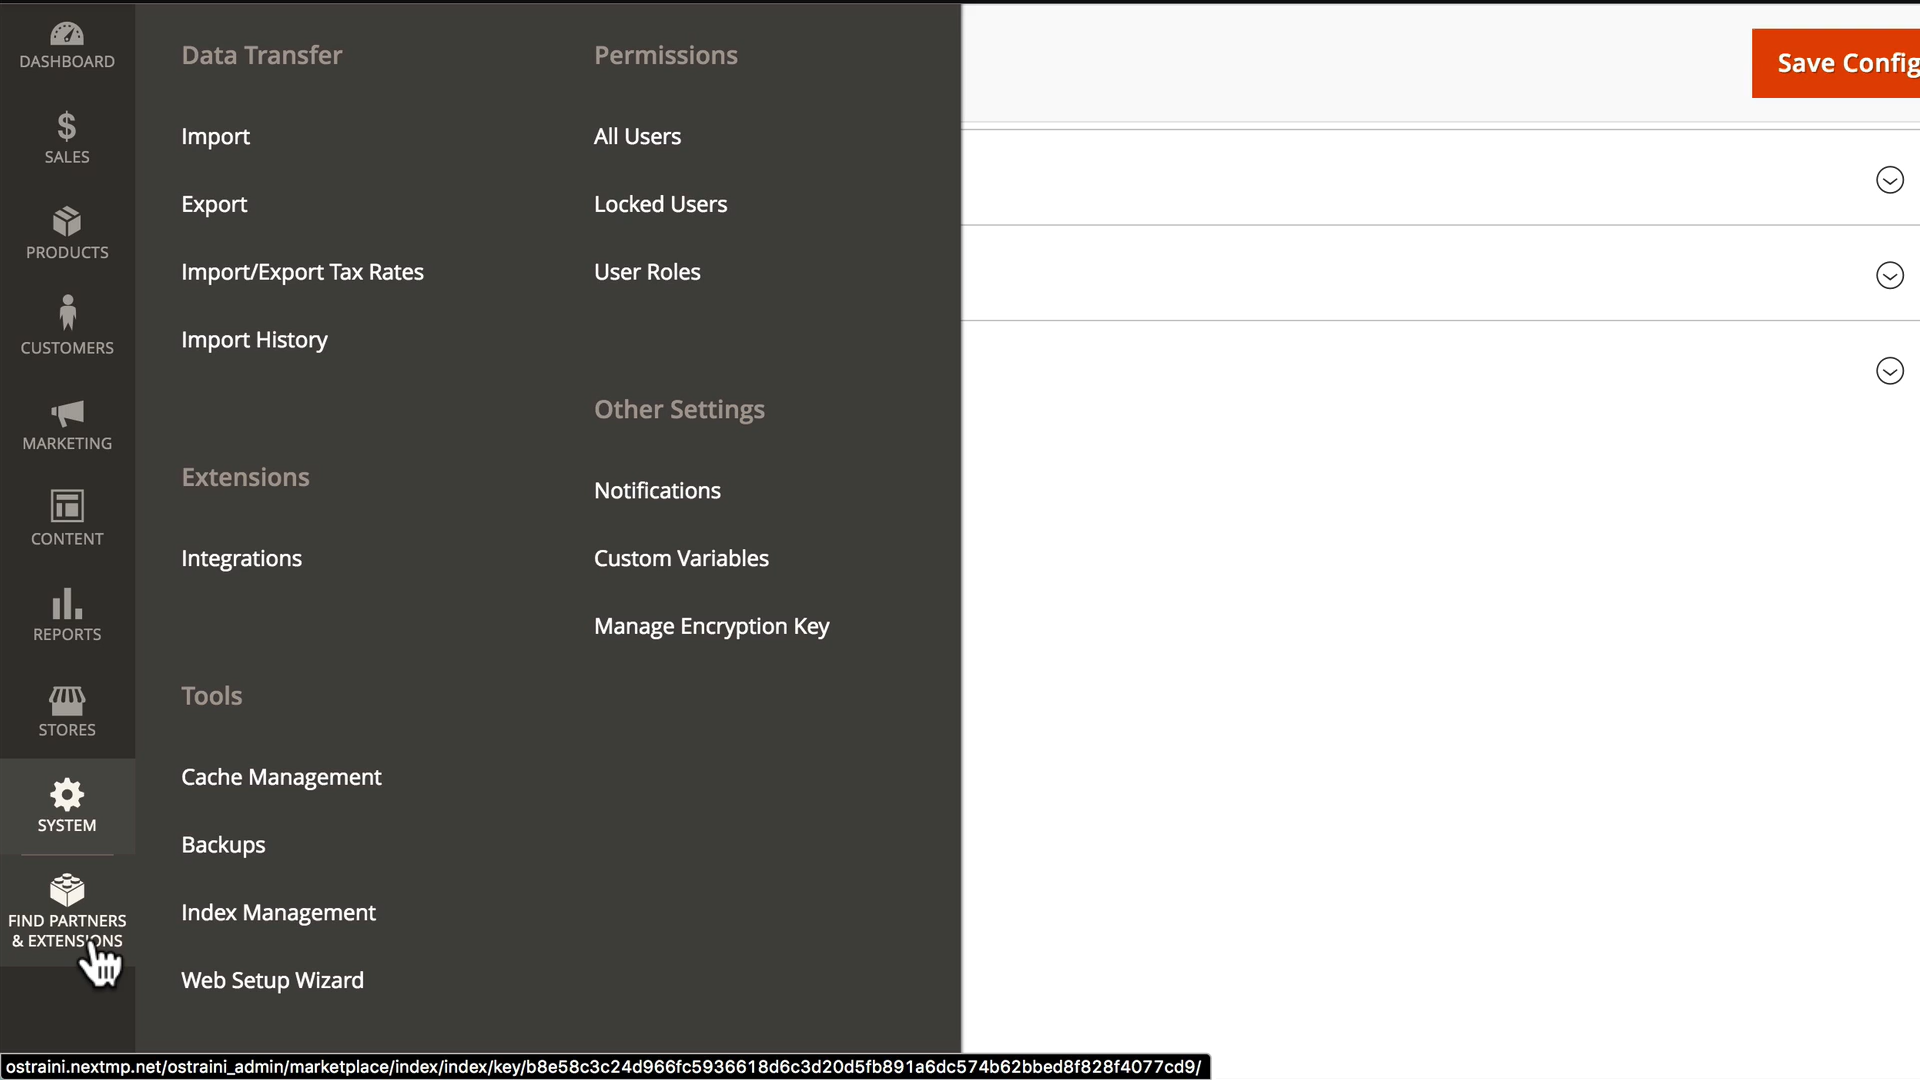 DASHBOARD
SALES
PRODUCTS
CUSTOMERS
MARKETING
CONTENT
REPORTS
STORES
SYSTEM
FIND PARTNERS
& EXTENSIONS
Data Transfer
Import
Export
Import/Export Tax Rates
Import History
Extensions
Integrations
Tools
Cache Management
Backups
Index Management
Web Setup Wizard
Permissions
All Users
Locked Users
User Roles
Other Settings
Notifications
Custom Variables
Manage Encryption Key
Save Config
ostraini.nextmp.net/ostraini_admin/marketplace/index/index/key/b8e58c3c24d966fc5936618d6c3d20d5fb891a6dc574b62bbed8f828f4077cd9/